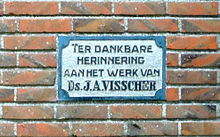 TER DANKBARE
HERINNERING
AAN HET WERK VAN
DS. J.A. VISSCHER